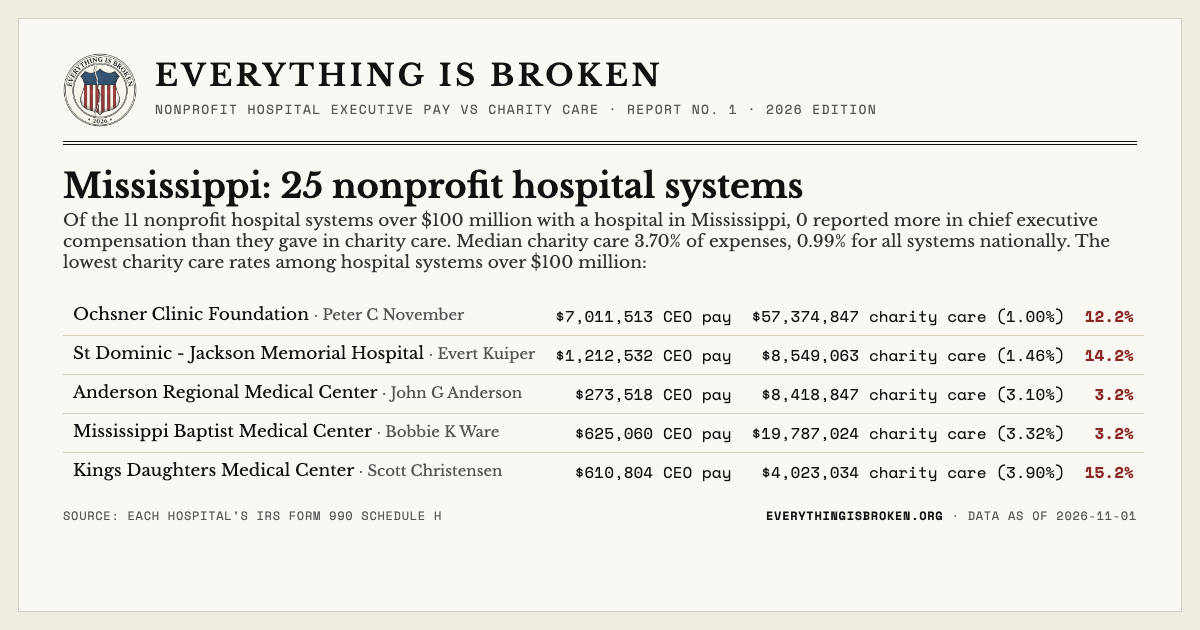 EVERYTHING IS BROKEN
· 2026 ·
EVERYTHING IS BROKEN
NONPROFIT HOSPITAL EXECUTIVE PAY VS CHARITY CARE · REPORT NO. 1 · 2026 EDITION
Mississippi: 25 nonprofit hospital systems
Of the 11 nonprofit hospital systems over $100 million with a hospital in Mississippi, 0 reported more in chief executive
compensation than they gave in charity care. Median charity care 3.70% of expenses, 0.99% for all systems nationally. The
lowest charity care rates among hospital systems over $100 million:
Ochsner Clinic Foundation · Peter C November $7,011,513 CEO pay $57,374,847 charity care (1.00%) 12.2%
St Dominic - Jackson Memorial Hospital · Evert Kuiper $1,212,532 CEO pay $8,549,063 charity care (1.46%) 14.2%
Anderson Regional Medical Center · John G Anderson $273,518 CEO pay $8,418,847 charity care (3.10%) 3.2%
Mississippi Baptist Medical Center · Bobbie K Ware $625,060 CEO pay $19,787,024 charity care (3.32%) 3.2%
Kings Daughters Medical Center · Scott Christensen $610,804 CEO pay $4,023,034 charity care (3.90%) 15.2%
SOURCE: EACH HOSPITAL'S IRS FORM 990 SCHEDULE H
EVERYTHINGISBROKEN.ORG · DATA AS OF 2026-11-01